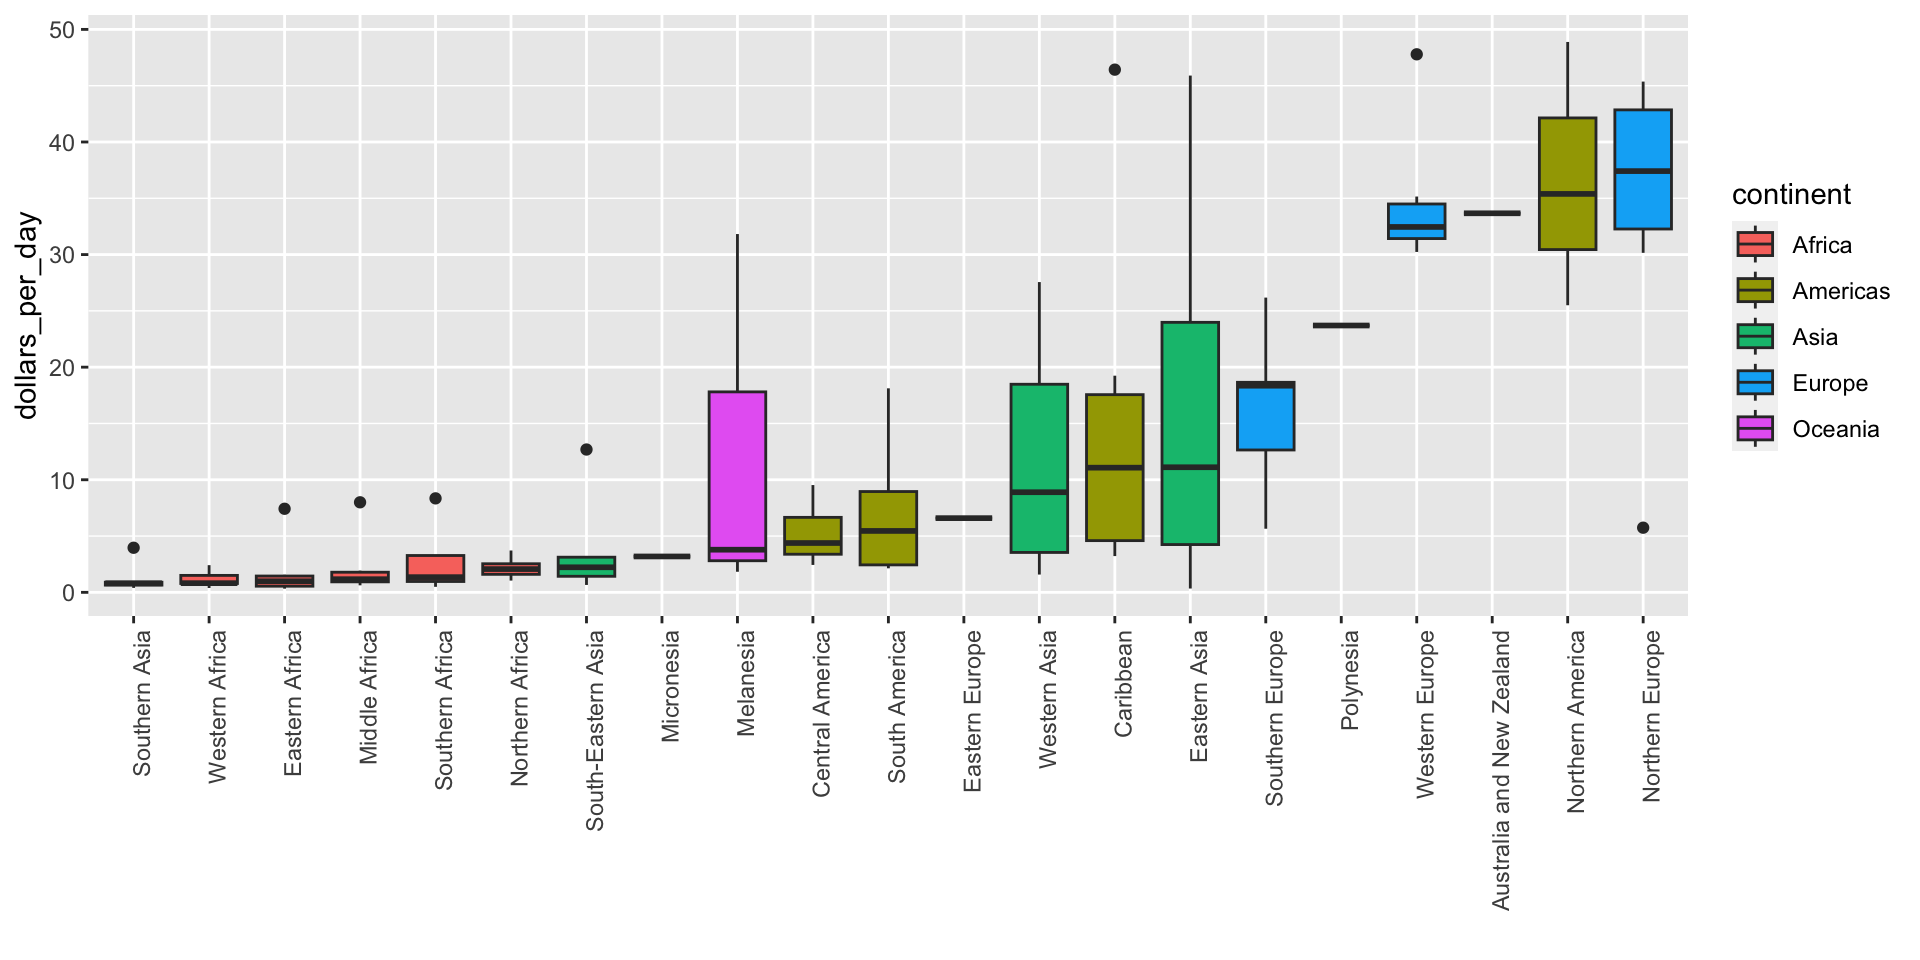 50
40
30
20
10
0
dollars_per_day
Southern Asia
Western Africa
Eastern Africa
Middle Africa
Southern Africa
Northern Africa
South-Eastern Asia
Micronesia
Melanesia
Central America
South America
Eastern Europe
Western Asia
Caribbean
Eastern Asia
Southern Europe
Polynesia
Western Europe
Australia and New Zealand
Northern America
Northern Europe
continent
Africa
Americas
Asia
Europe
Oceania